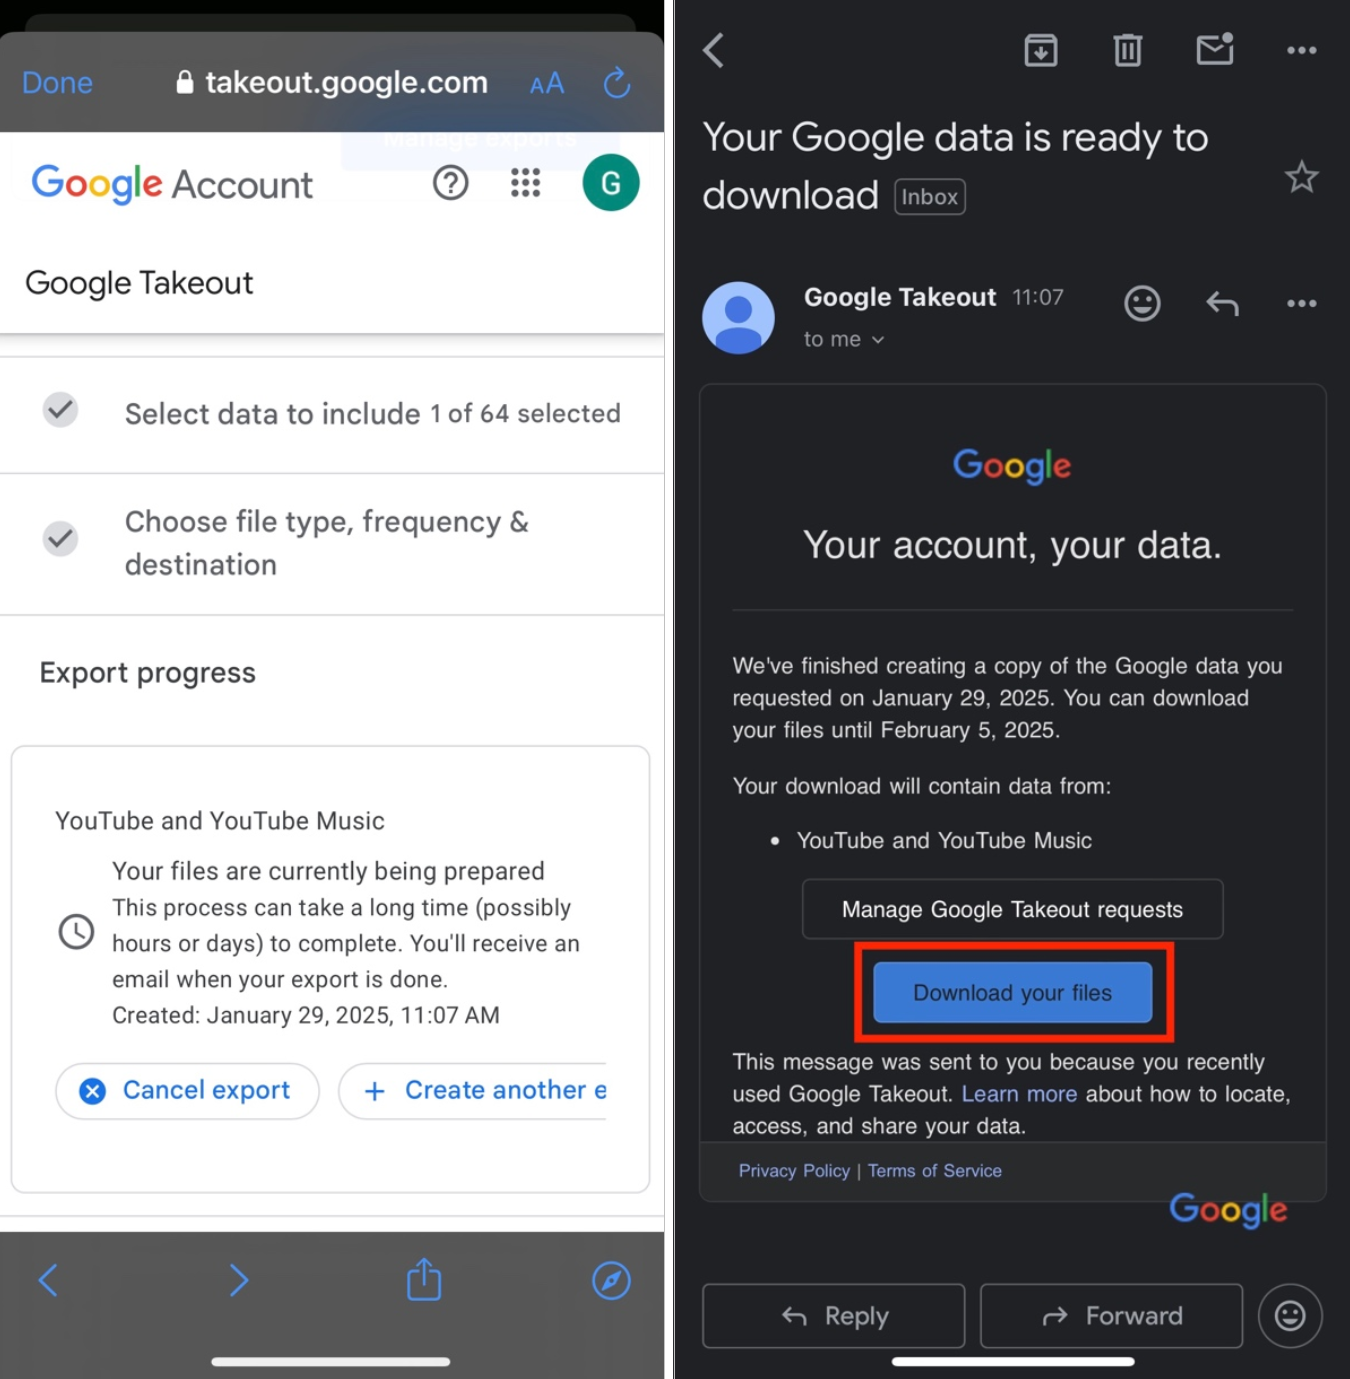 Done
takeout.google.com
AA
Manage exports
Google Account
G
Google Takeout
Select data to include 1 of 64 selected
Choose file type, frequency &
destination
Export progress
YouTube and YouTube Music
Your files are currently being prepared
This process can take a long time (possibly
hours or days) to complete. You'll receive an
email when your export is done.
Created: January 29, 2025, 11:07 AM
Cancel export
+ Create another e
Your Google data is ready to
download Inbox
Google Takeout 11:07
to me
Google
Your account, your data.
We've finished creating a copy of the Google data you
requested on January 29, 2025. You can download
your files until February 5, 2025.
Your download will contain data from:
• YouTube and YouTube Music
Manage Google Takeout requests
Download your files
This message was sent to you because you recently
used Google Takeout. Learn more about how to locate,
access, and share your data.
Privacy Policy | Terms of Service
Google
Reply
Forward